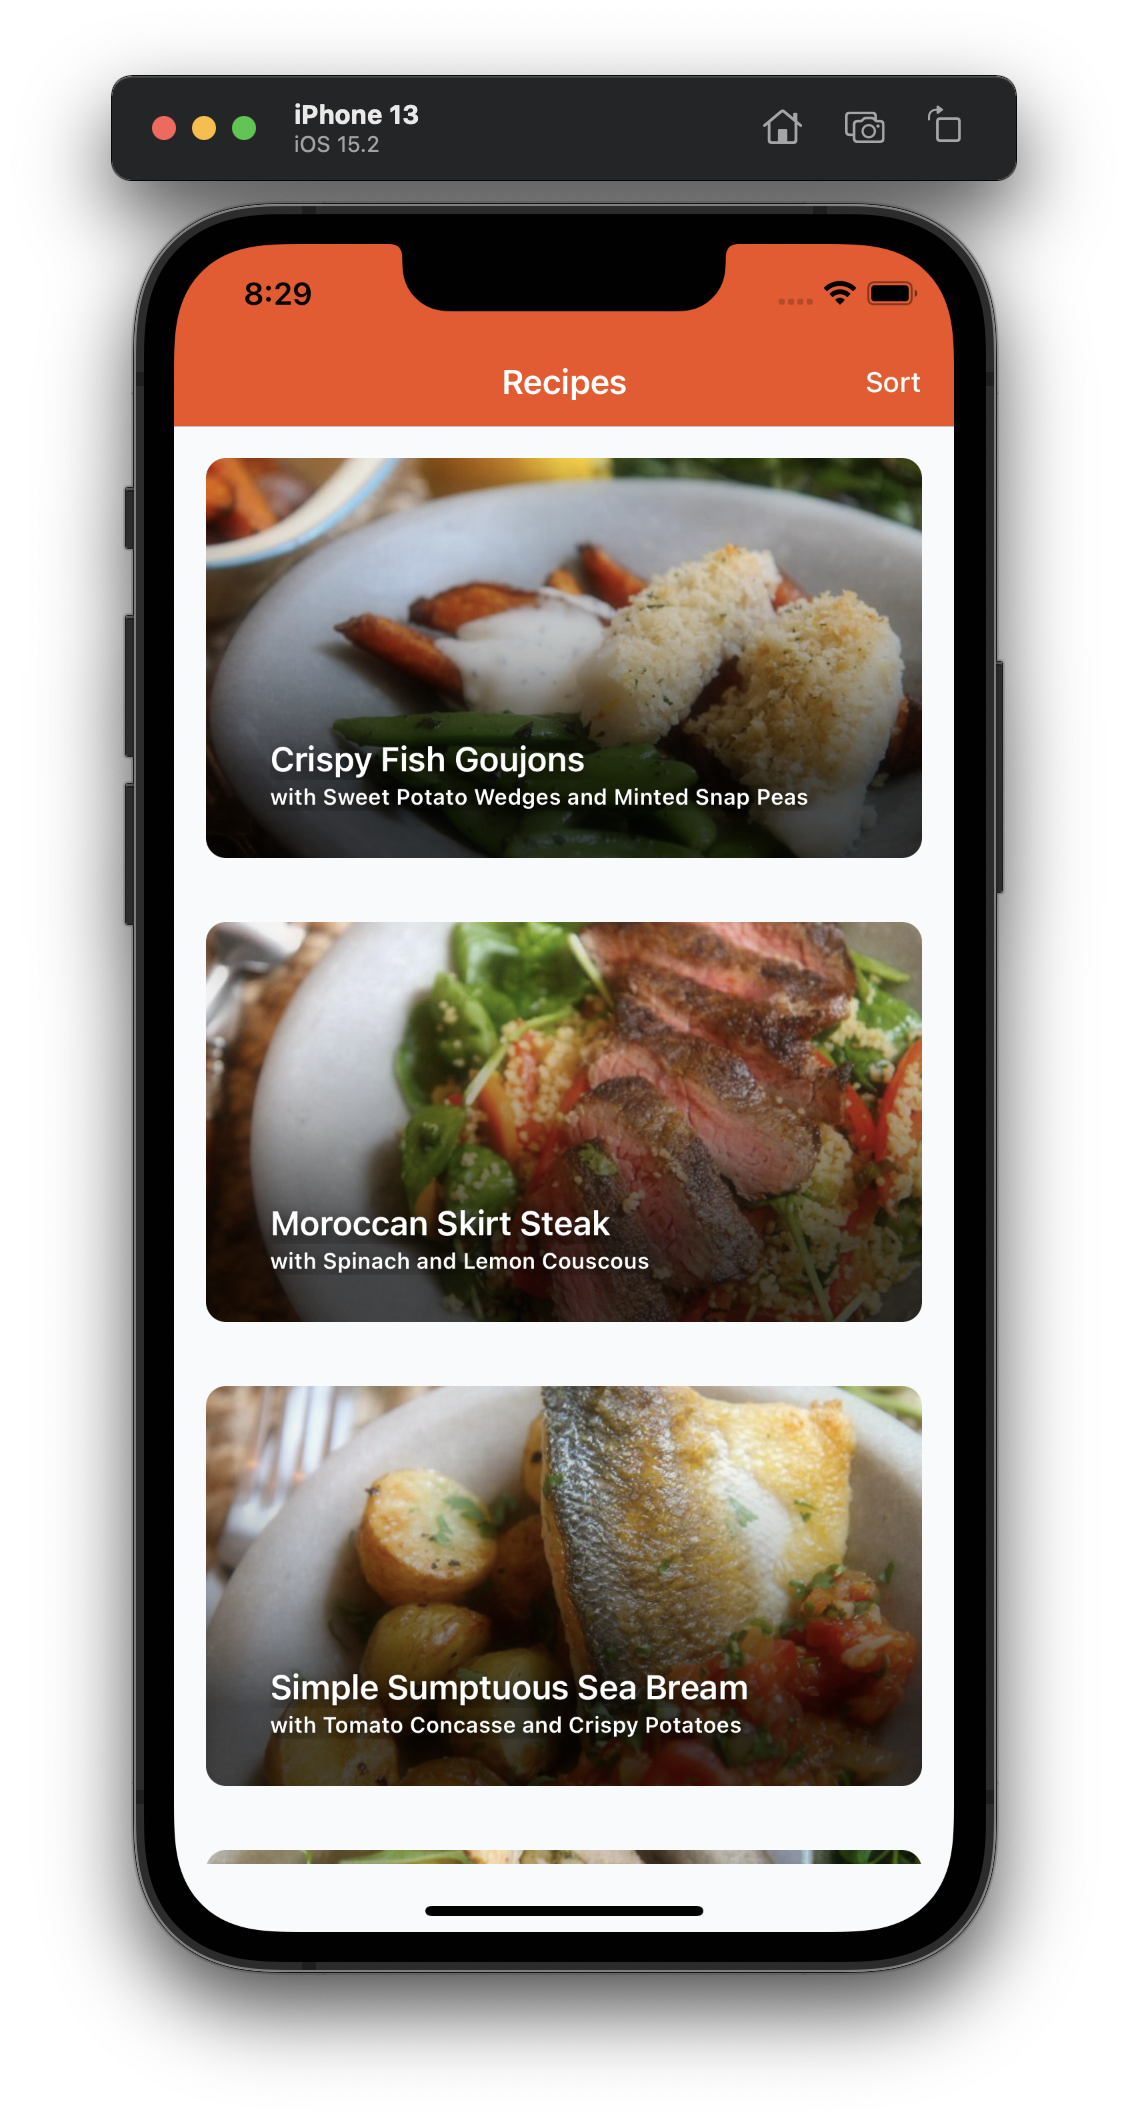 iPhone 13
iOS 15.2
8:29
Recipes
Sort
Crispy Fish Goujons
with Sweet Potato Wedges and Minted Snap Peas
Moroccan Skirt Steak
with Spinach and Lemon Couscous
Simple Sumptuous Sea Bream
with Tomato Concasse and Crispy Potatoes